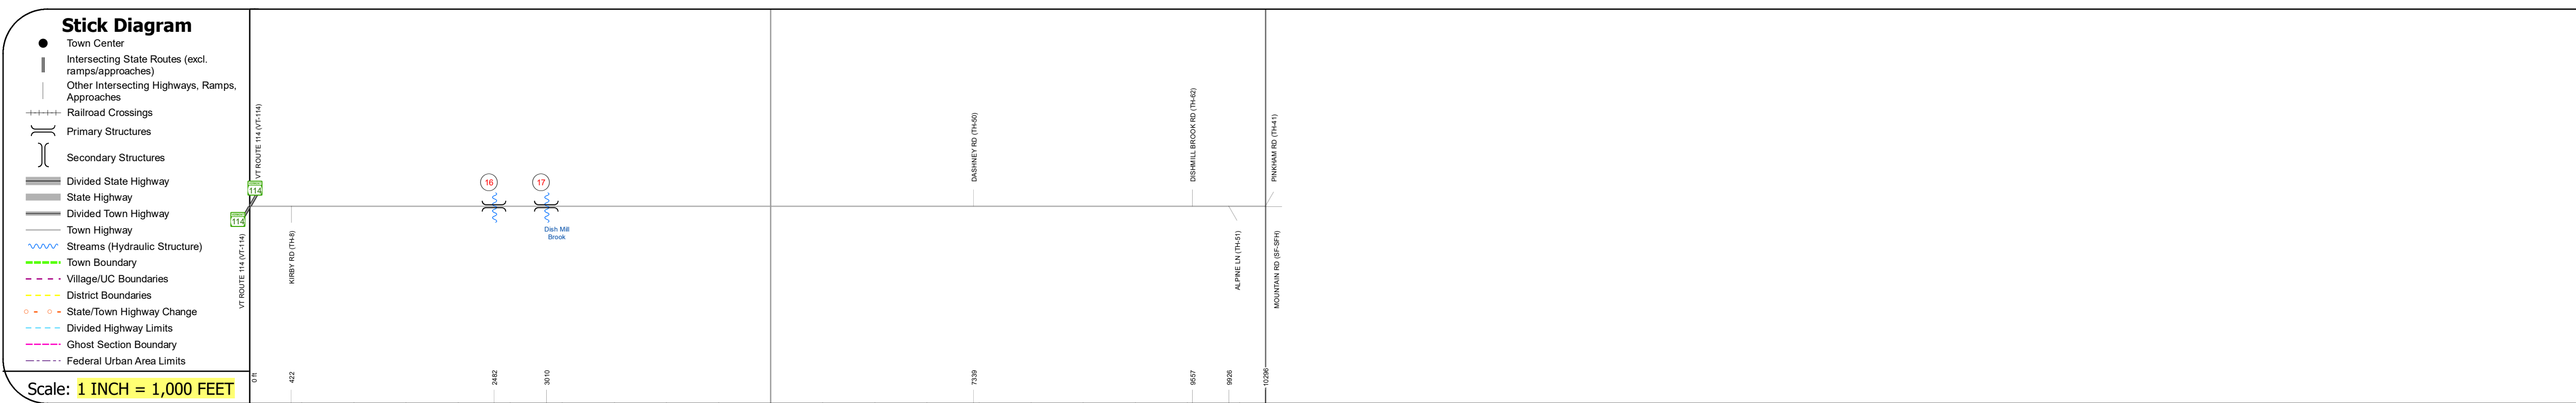 Stick Diagram
Town Center
Intersecting State Routes (excl.
ramps/approaches)
Other Intersecting Highways, Ramps,
Approaches
Railroad Crossings
Primary Structures
Secondary Structures
Divided State Highway
State Highway
Divided Town Highway
Town Highway
Streams (Hydraulic Structure)
Town Boundary
Village/UC Boundaries
District Boundaries
State/Town Highway Change
Divided Highway Limits
Ghost Section Boundary
Federal Urban Area Limits
Scale: 1 INCH = 1,000 FEET
VT ROUTE 114 (VT-114)
114
114
VT ROUTE 114 (VT-114)
KIRBY RD (TH-8)
16
17
Dish Mill
Brook
DASHNEY RD (TH-50)
DISHMILL BROOK RD (TH-62)
ALPINE LN (TH-51)
PINKHAM RD (TH-41)
MOUNTAIN RD (SF-SFH)
0 ft
422
2482
3010
7339
9557
9926
10296